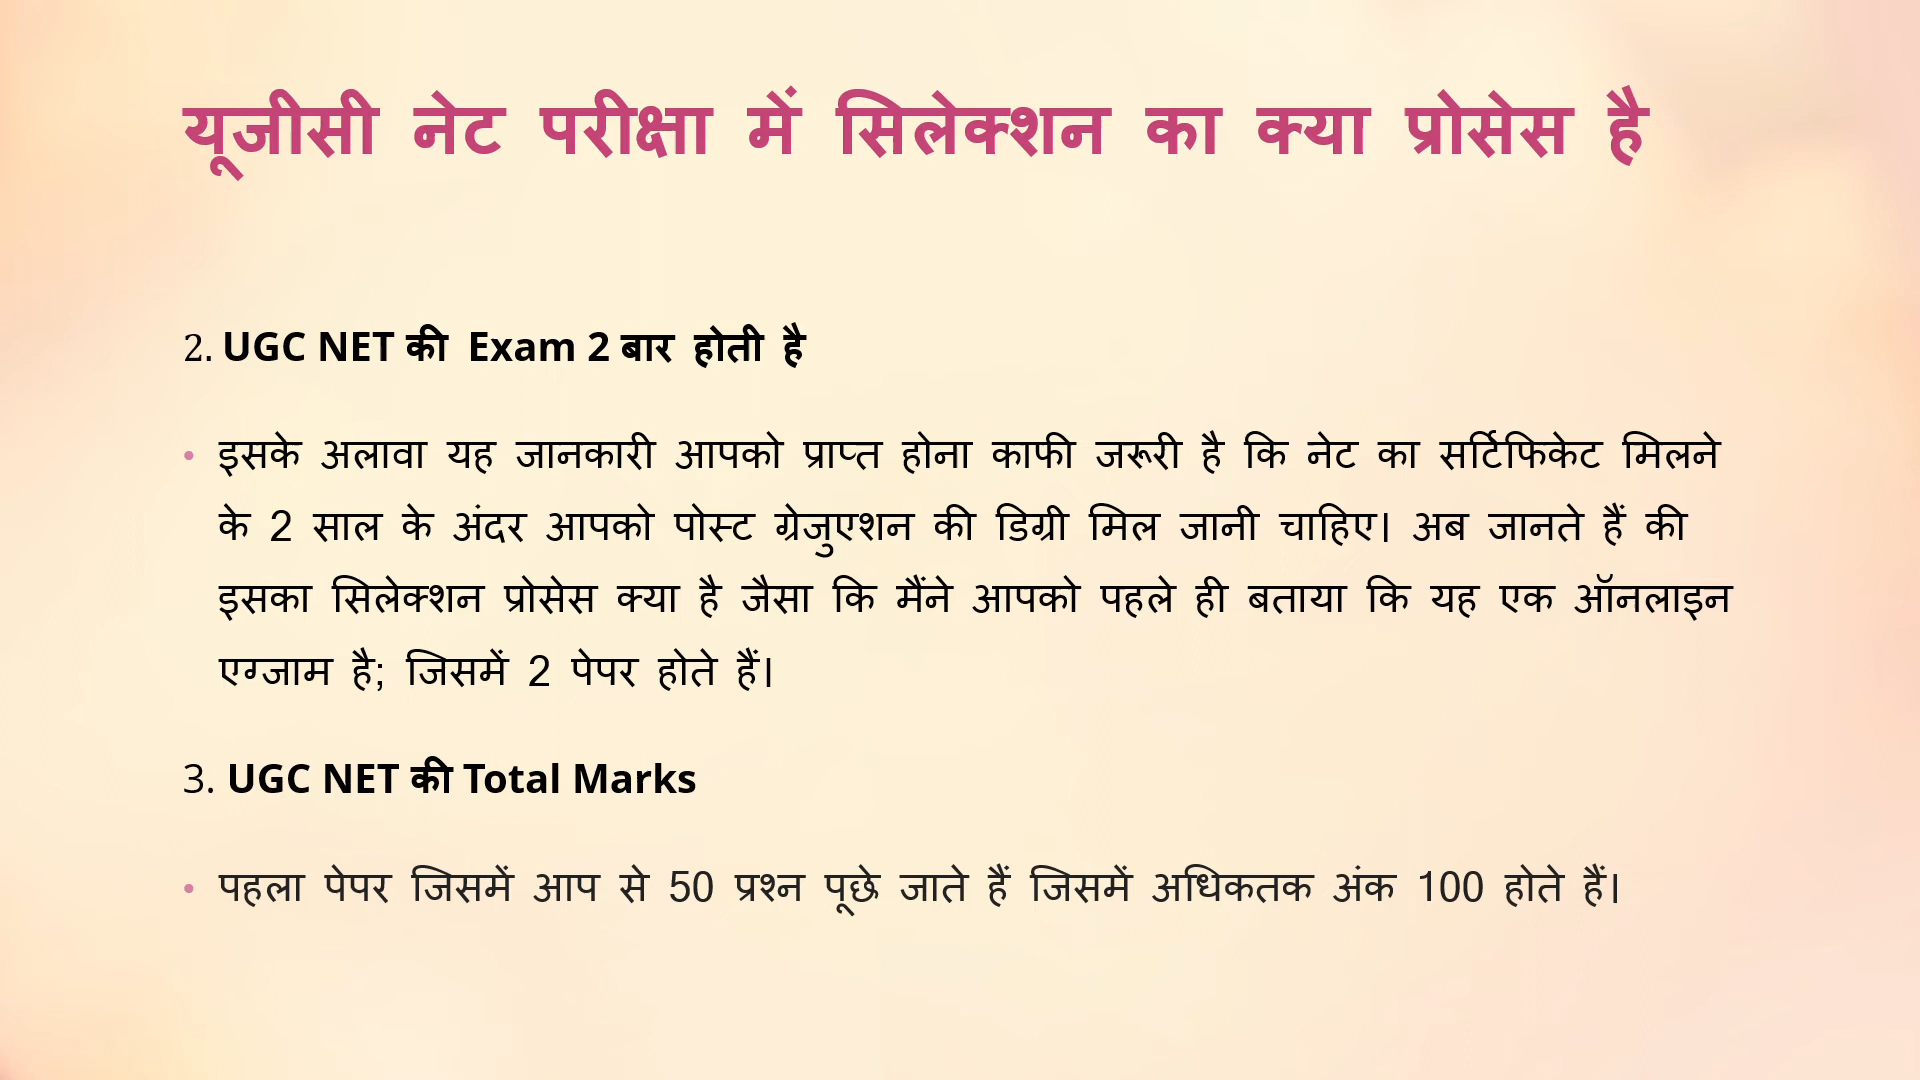 यूजीसी नेट परीक्षा में सिलेक्शन का क्या प्रोसेस है
2. UGC NET की Exam 2 बार होती है
• इसके अलावा यह जानकारी आपको प्राप्त होना काफी जरूरी है कि नेट का सर्टिफिकेट मिलने
के 2 साल के अंदर आपको पोस्ट ग्रेजुएशन की डिग्री मिल जानी चाहिए। अब जानते हैं की
इसका सिलेक्शन प्रोसेस क्या है जैसा कि मैंने आपको पहले ही बताया कि यह एक ऑनलाइन
एग्जाम है; जिसमें 2 पेपर होते हैं।
3. UGC NET की Total Marks
• पहला पेपर जिसमें आप से 50 प्रश्न पूछे जाते हैं जिसमें अधिकतक अंक 100 होते हैं।